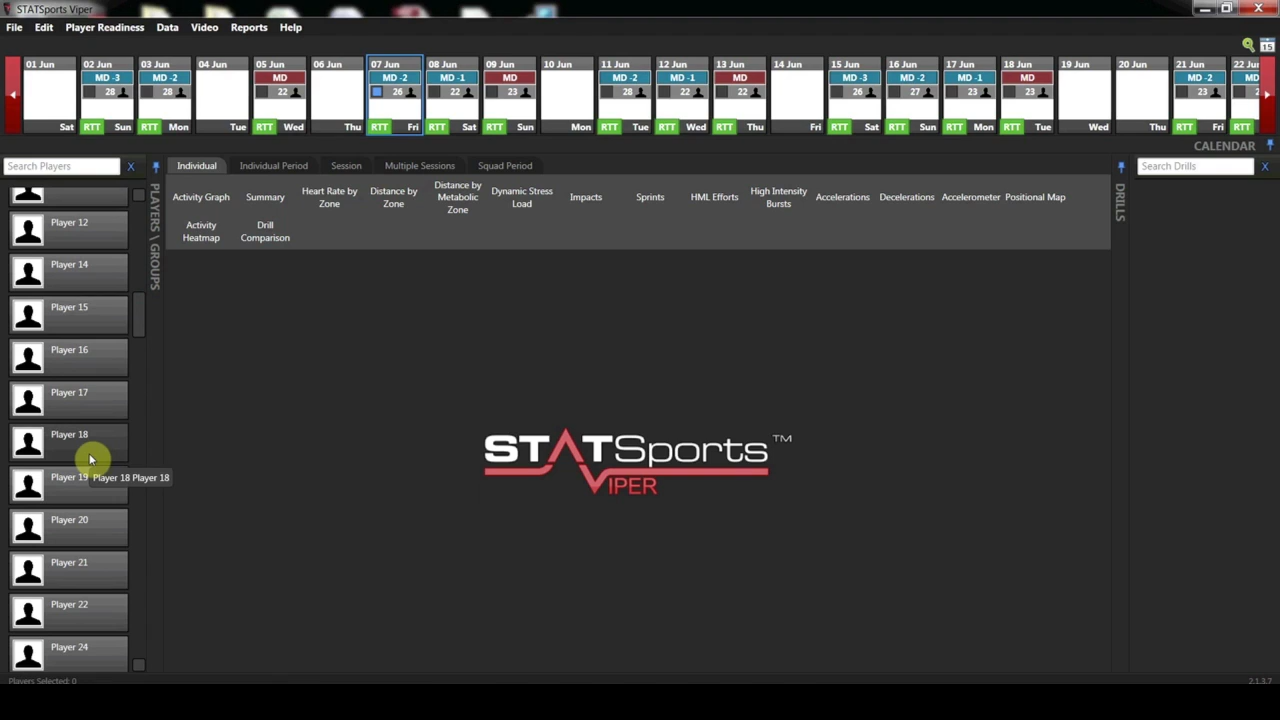 STATSports Viper
File Edit Player Readiness Data Video Reports Help
15
01 Jun 02 Jun 03 Jun 04 Jun 05 Jun 06 Jun 07 Jun 08 Jun 09 Jun 10 Jun 11 Jun 12 Jun 13 Jun 14 Jun 15 Jun 16 Jun 17 Jun 18 Jun 19 Jun 20 Jun 21 Jun 22 Jun
MD -3 MD -2 MD MD -2 MD -1 MD MD -2 MD -1 MD MD -3 MD -2 MD -1 MD MD -2 MD
28 28 22 26 22 23 28 22 22 26 27 23 23 23
Sat RTT Sun RTT Mon Tue RTT Wed Thu RTT Fri RTT Sat RTT Sun Mon RTT Tue RTT Wed RTT Thu Fri RTT Sat RTT Sun RTT Mon RTT Tue Wed Thu RTT Fri RTT
CALENDAR
Search Players X
PLAYERS \ GROUPS
Individual Individual Period Session Multiple Sessions Squad Period
Search Drills X
DRILLS
Activity Graph Summary Heart Rate by Zone Distance by Zone Distance by Metabolic Zone Dynamic Stress Load Impacts Sprints HML Efforts High Intensity Bursts Accelerations Decelerations Accelerometer Positional Map
Activity Heatmap Drill Comparison
Player 12
Player 14
Player 15
Player 16
Player 17
Player 18
Player 19
Player 18 Player 18
Player 20
Player 21
Player 22
Player 24
STATSports™
VIPER
Players Selected: 0
2.1.3.7